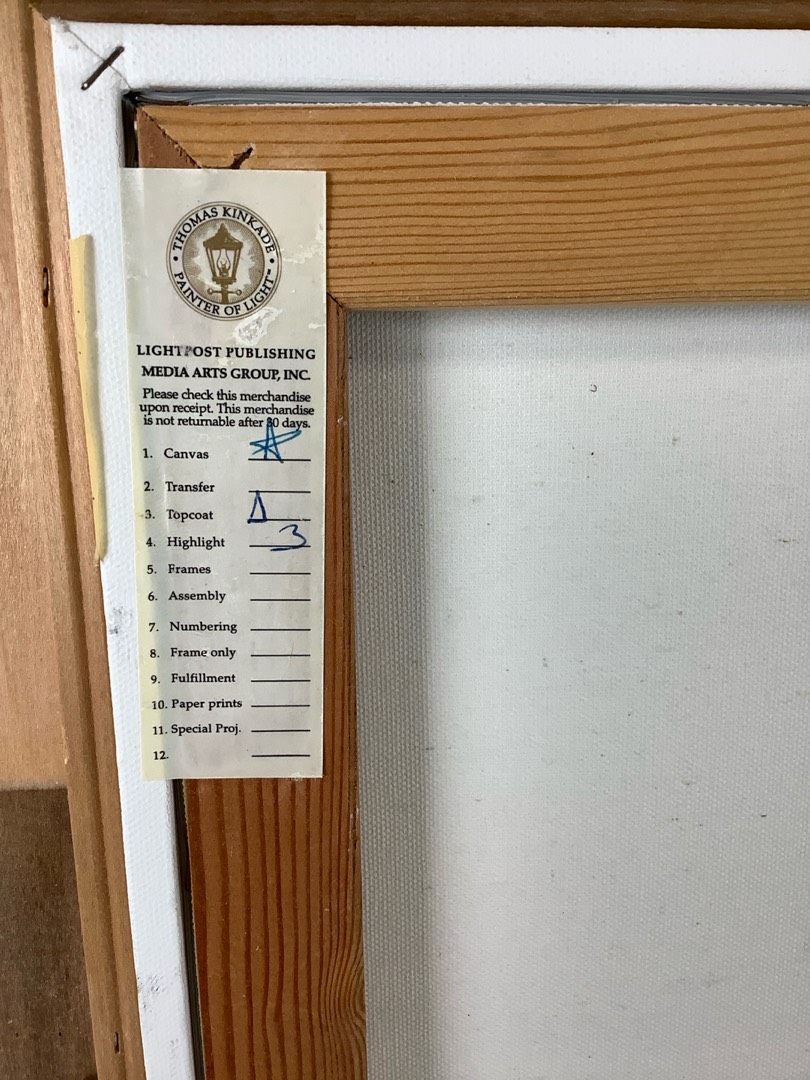 THOMAS KINKADE
PAINTER OF LIGHT™
LIGHTPOST PUBLISHING
MEDIA ARTS GROUP, INC.
Please check this merchandise
upon receipt. This merchandise
is not returnable after 30 days.
1. Canvas
2. Transfer
3. Topcoat
4. Highlight 3
5. Frames
6. Assembly
7. Numbering
8. Frame only
9. Fulfillment
10. Paper prints
11. Special Proj.
12.